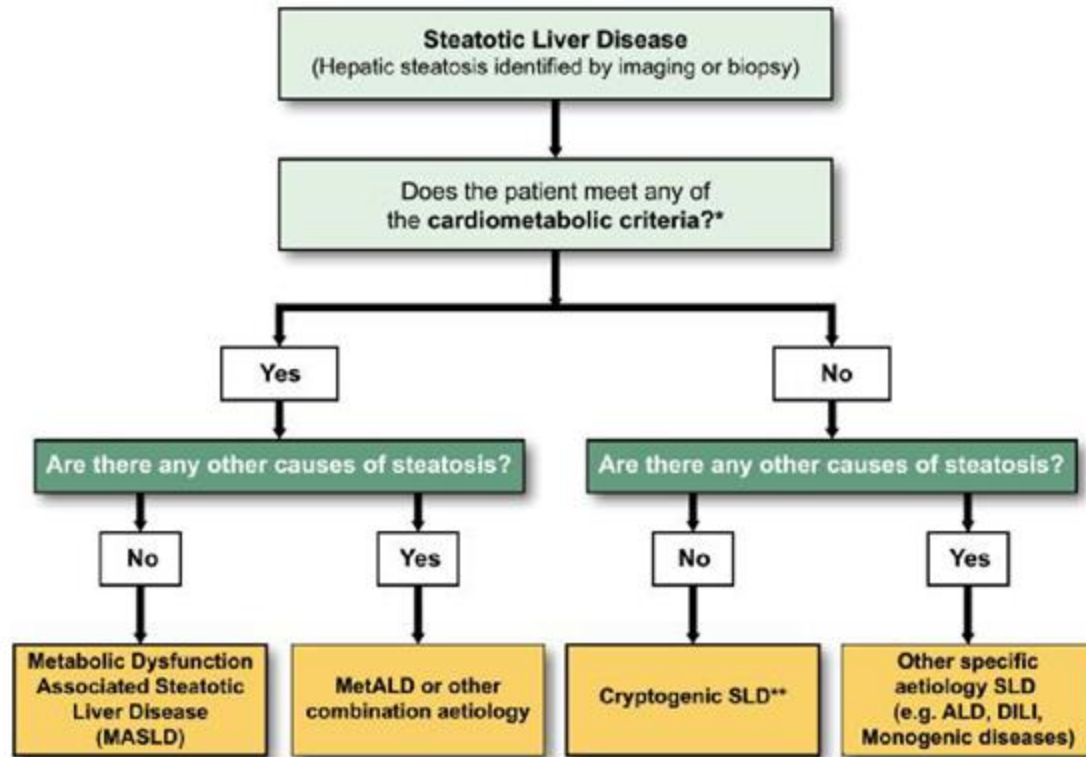 Steatotic Liver Disease
(Hepatic steatosis identified by imaging or biopsy)
Does the patient meet any of
the cardiometabolic criteria?*
Yes
No
Are there any other causes of steatosis?
Are there any other causes of steatosis?
No
Yes
No
Yes
Metabolic Dysfunction
Associated Steatotic
Liver Disease
(MASLD)
MetALD or other
combination aetiology
Cryptogenic SLD**
Other specific
aetiology SLD
(e.g. ALD, DILI,
Monogenic diseases)